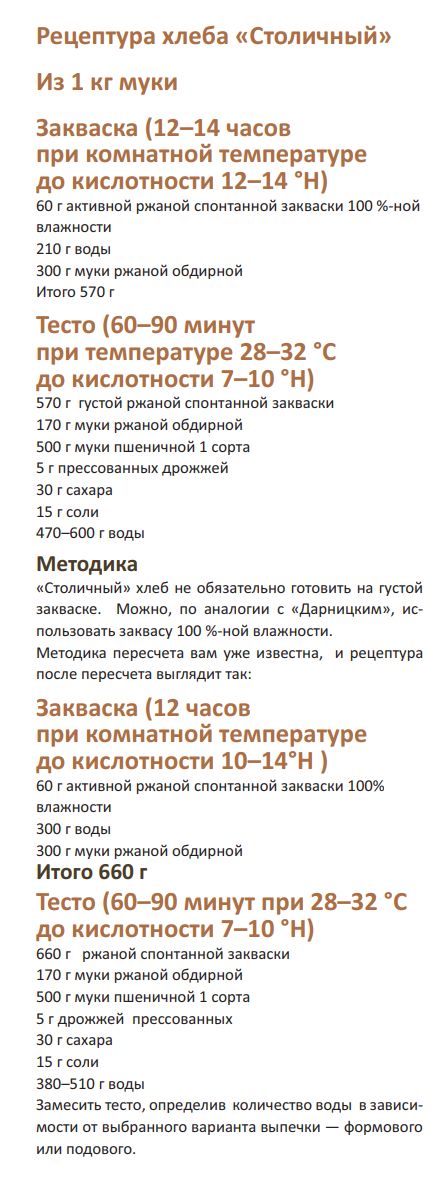 Рецептура хлеба «Столичный»
Из 1 кг муки
Закваска (12–14 часов
при комнатной температуре
до кислотности 12–14 °Н)
60 г активной ржаной спонтанной закваски 100 %-ной
влажности
210 г воды
300 г муки ржаной обдирной
Итого 570 г
Тесто (60–90 минут
при температуре 28–32 °С
до кислотности 7–10 °Н)
570 г густой ржаной спонтанной закваски
170 г муки ржаной обдирной
500 г муки пшеничной 1 сорта
5 г прессованных дрожжей
30 г сахара
15 г соли
470–600 г воды
Методика
«Столичный» хлеб не обязательно готовить на густой
закваске. Можно, по аналогии с «Дарницким», ис-
пользовать заквасу 100 %-ной влажности.
Методика пересчета вам уже известна, и рецептура
после пересчета выглядит так:
Закваска (12 часов
при комнатной температуре
до кислотности 10–14°Н )
60 г активной ржаной спонтанной закваски 100%
влажности
300 г воды
300 г муки ржаной обдирной
Итого 660 г
Тесто (60–90 минут при 28–32 °С
до кислотности 7–10 °Н)
660 г ржаной спонтанной закваски
170 г муки ржаной обдирной
500 г муки пшеничной 1 сорта
5 г дрожжей прессованных
30 г сахара
15 г соли
380–510 г воды
Замесить тесто, определив количество воды в зависи-
мости от выбранного варианта выпечки — формового
или подового.